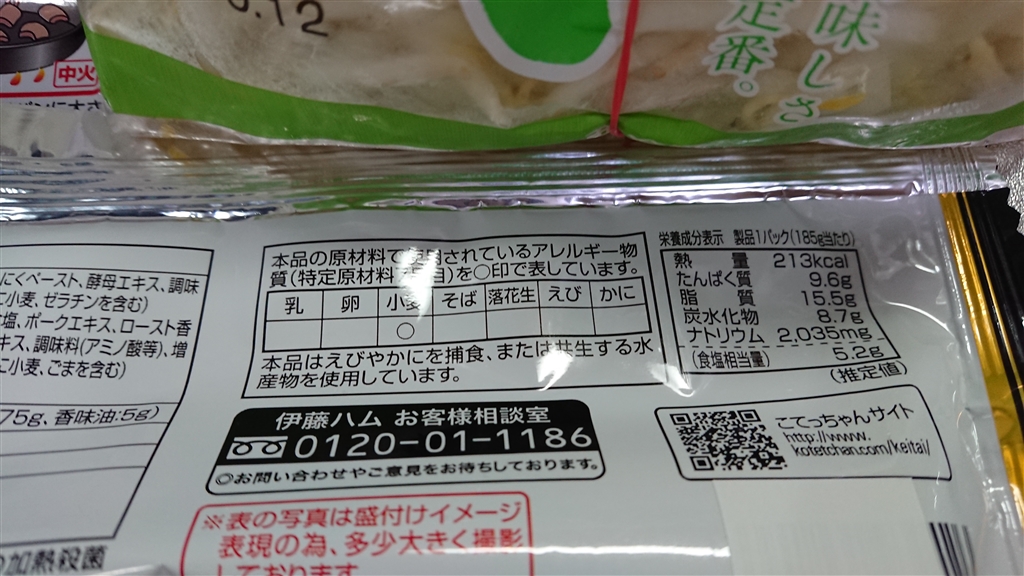 .12
味しさ
定番。
中火
にくペースト、酵母エキス、調味
に小麦、ゼラチンを含む)
塩、ポークエキス、ロースト香
キス、調味料(アミノ酸等)、増
に小麦、ごまを含む)
75g、香味油:5g)
の加熱殺菌
本品の原材料で使用されているアレルギー物
質(特定原材料7品目)を○印で表しています。
乳 卵 小麦 そば 落花生 えび かに
○
本品はえびやかにを捕食、または共生する水
産物を使用しています。
伊藤ハム お客様相談室
0120-01-1186
◎お問い合わせやご意見をお待ちしております。
※表の写真は盛付けイメージ
表現の為、多少大きく撮影
しております
栄養成分表示 製品1パック(185g当たり)
熱量 213kcal
たんぱく質 9.6g
脂質 15.5g
炭水化物 8.7g
ナトリウム 2,035mg
(食塩相当量) 5.2g
(推定値)
こてっちゃんサイト
http://www.
kotetchan.com/keitai/